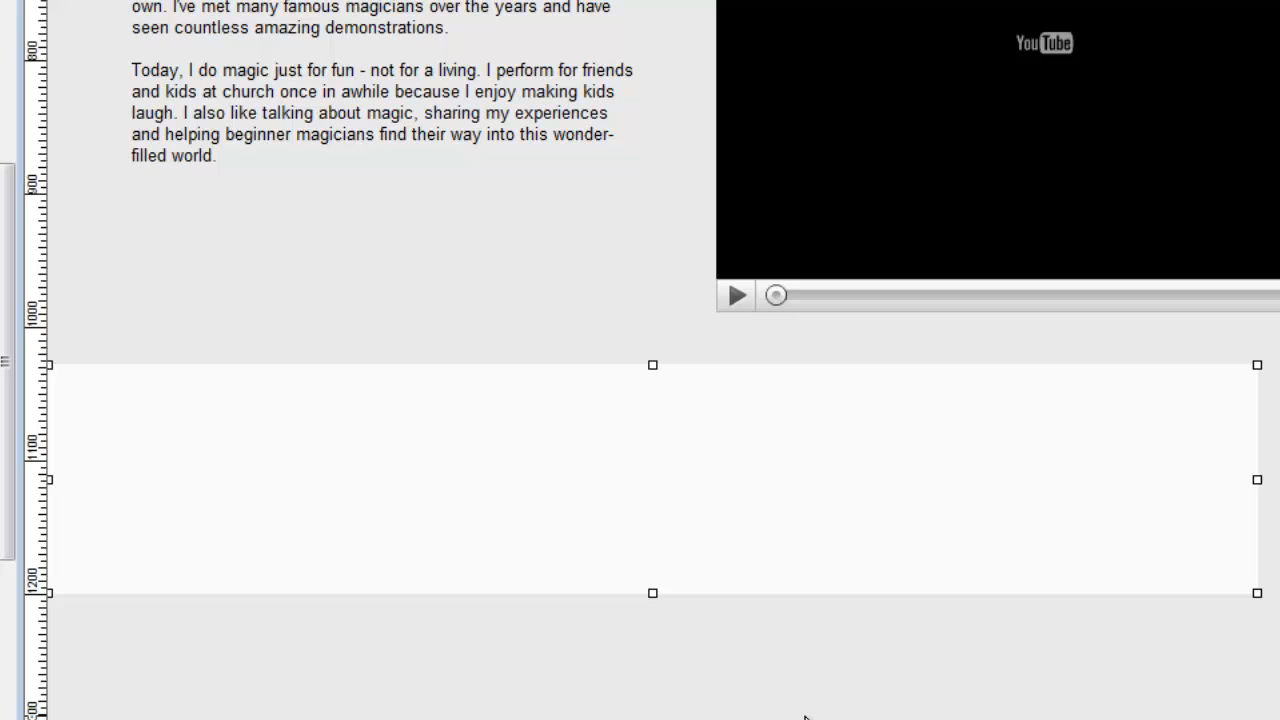 own. I've met many famous magicians over the years and have
seen countless amazing demonstrations.
Today, I do magic just for fun - not for a living. I perform for friends
and kids at church once in awhile because I enjoy making kids
laugh. I also like talking about magic, sharing my experiences
and helping beginner magicians find their way into this wonder-
filled world.
YouTube
800
900
1000
1100
1200